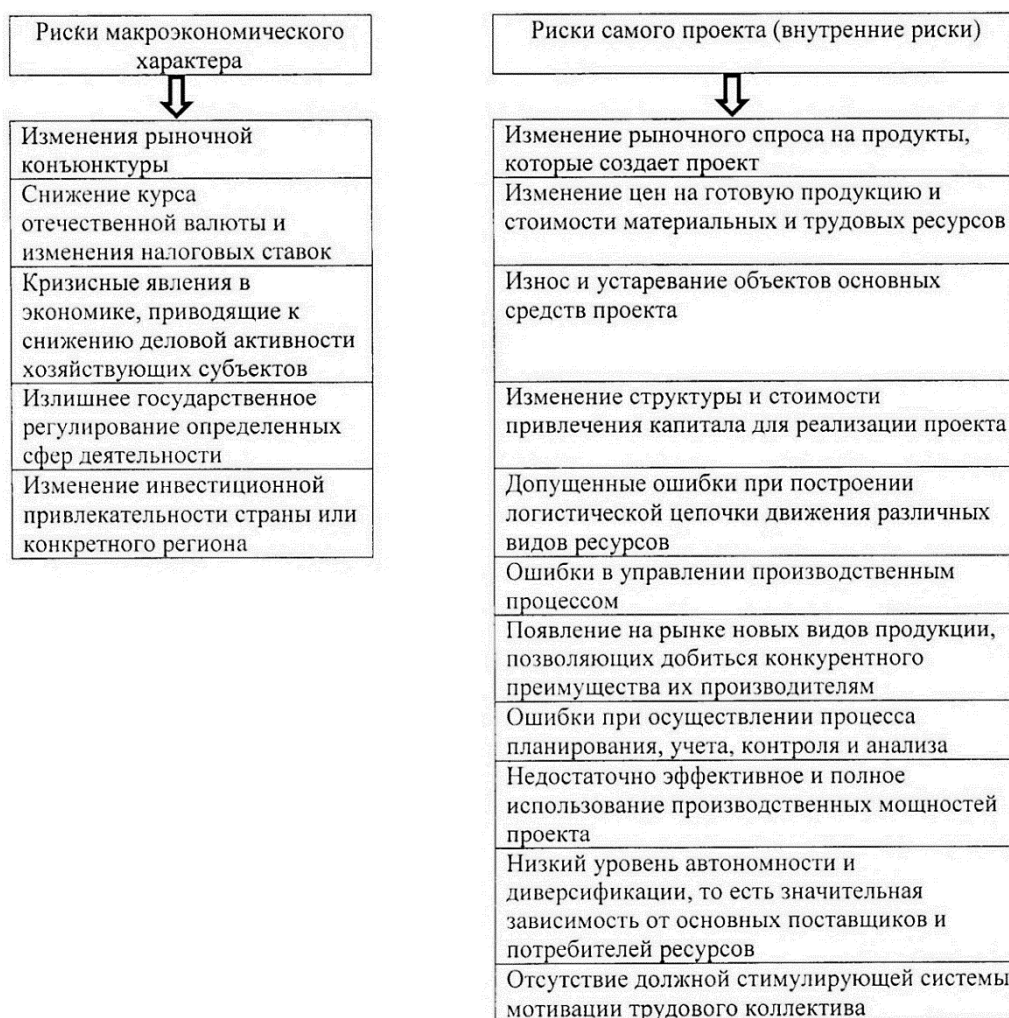 Риски макроэкономического
характера
Изменения рыночной
конъюнктуры
Снижение курса
отечественной валюты и
изменения налоговых ставок
Кризисные явления в
экономике, приводящие к
снижению деловой активности
хозяйствующих субъектов
Излишнее государственное
регулирование определенных
сфер деятельности
Изменение инвестиционной
привлекательности страны или
конкретного региона
Риски самого проекта (внутренние риски)
Изменение рыночного спроса на продукты,
которые создает проект
Изменение цен на готовую продукцию и
стоимости материальных и трудовых ресурсов
Износ и устаревание объектов основных
средств проекта
Изменение структуры и стоимости
привлечения капитала для реализации проекта
Допущенные ошибки при построении
логистической цепочки движения различных
видов ресурсов
Ошибки в управлении производственным
процессом
Появление на рынке новых видов продукции,
позволяющих добиться конкурентного
преимущества их производителям
Ошибки при осуществлении процесса
планирования, учета, контроля и анализа
Недостаточно эффективное и полное
использование производственных мощностей
проекта
Низкий уровень автономности и
диверсификации, то есть значительная
зависимость от основных поставщиков и
потребителей ресурсов
Отсутствие должной стимулирующей системы
мотивации трудового коллектива